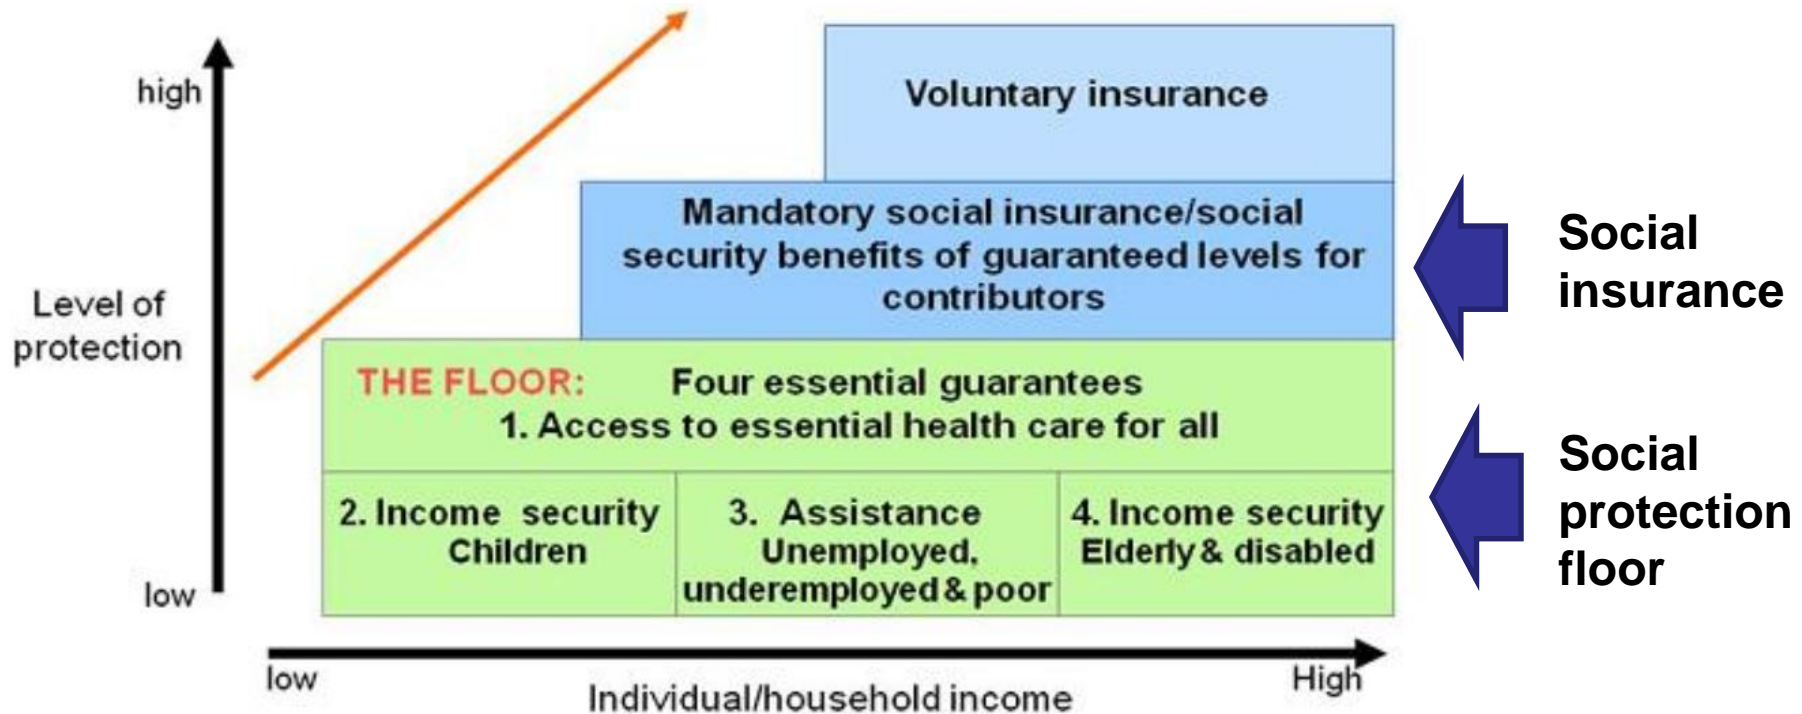 high
Voluntary insurance
Mandatory social insurance/social
security benefits of guaranteed levels for
contributors
Social
insurance
Level of
protection
THE FLOOR: Four essential guarantees
1. Access to essential health care for all
2. Income security
Children
3. Assistance
Unemployed,
underemployed & poor
4. Income security
Elderly & disabled
Social
protection
floor
low
low
High
Individual/household income